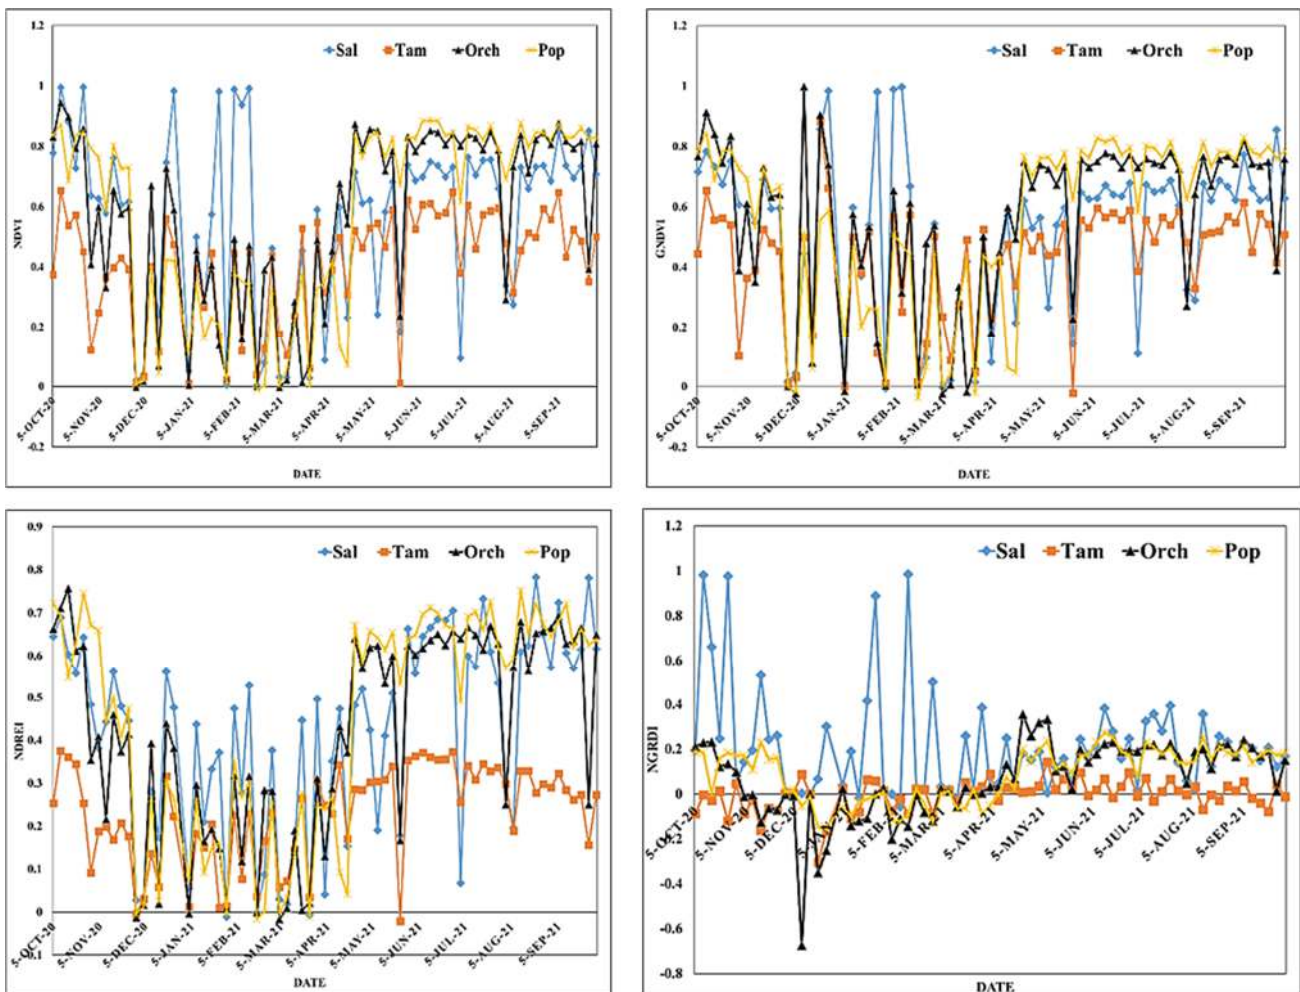 1.2
1
0.8
0.6
0.4
0.2
0
-0.2
NDVI
Sal Tam Orch Pop
5-OCT-20
5-NOV-20
5-DEC-20
5-JAN-21
5-FEB-21
5-MAR-21
5-APR-21
5-MAY-21
5-JUN-21
5-JUL-21
5-AUG-21
5-SEP-21
DATE
1.2
1
0.8
0.6
0.4
0.2
0
-0.2
GNDVI
Sal Tam Orch Pop
5-OCT-20
5-NOV-20
5-DEC-20
5-JAN-21
5-FEB-21
5-MAR-21
5-APR-21
5-MAY-21
5-JUN-21
5-JUL-21
5-AUG-21
5-SEP-21
DATE
0.9
0.8
0.7
0.6
0.5
0.4
0.3
0.2
0.1
0
0.1
NDREI
Sal Tam Orch Pop
5-OCT-20
5-NOV-20
5-DEC-20
5-JAN-21
5-FEB-21
5-MAR-21
5-APR-21
5-MAY-21
5-JUN-21
5-JUL-21
5-AUG-21
5-SEP-21
DATE
1.2
1
0.8
0.6
0.4
0.2
0
-0.4
-0.6
-0.8
NGRDI
Sal Tam Orch Pop
5-OCT-20
5-NOV-20
5-DEC-20
5-JAN-21
5-FEB-21
5-MAR-21
5-APR-21
5-MAY-21
5-JUN-21
5-JUL-21
5-AUG-21
5-SEP-21
DATE